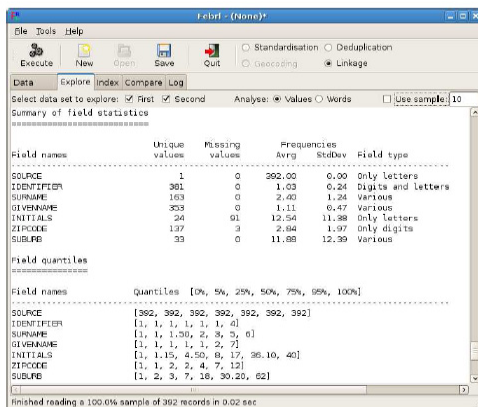 Febrl - (None)*
File Tools Help
Execute New Open Save Quit Standardisation Deduplication
Geocoding Linkage
Data Explore Index Compare Log
Select data set to explore: First Second Analyse: Values Words Use sample: 10
Summary of field statistics
===========================
Unique Missing Frequencies
Field names values values Avrg StdDev Field type
SOURCE 1 0 392.00 0.00 Only letters
IDENTIFIER 381 0 1.03 0.24 Digits and letters
SURNAME 163 0 2.40 1.24 Various
GIVENNAME 353 0 1.11 0.47 Various
INITIALS 24 91 12.54 11.38 Only letters
ZIPCODE 137 3 2.84 1.97 Only digits
SUBURB 33 0 11.88 12.39 Various
Field quantiles
===============
Field names Quantiles [0%, 5%, 25%, 50%, 75%, 95%, 100%]
SOURCE [392, 392, 392, 392, 392, 392, 392]
IDENTIFIER [1, 1, 1, 1, 1, 1, 4]
SURNAME [1, 1, 1.50, 2, 3, 5, 6]
GIVENNAME [1, 1, 1, 1, 1, 2, 7]
INITIALS [1, 1.15, 4.50, 8, 17, 36.10, 40]
ZIPCODE [1, 1, 2, 2, 4, 7, 12]
SUBURB [1, 2, 3, 7, 18, 30.20, 62]
Finished reading a 100.0% sample of 392 records in 0.02 sec